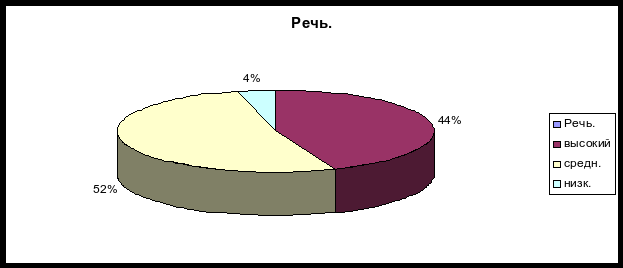 Речь.
4%
44%
52%
Речь.
высокий
средн.
низк.